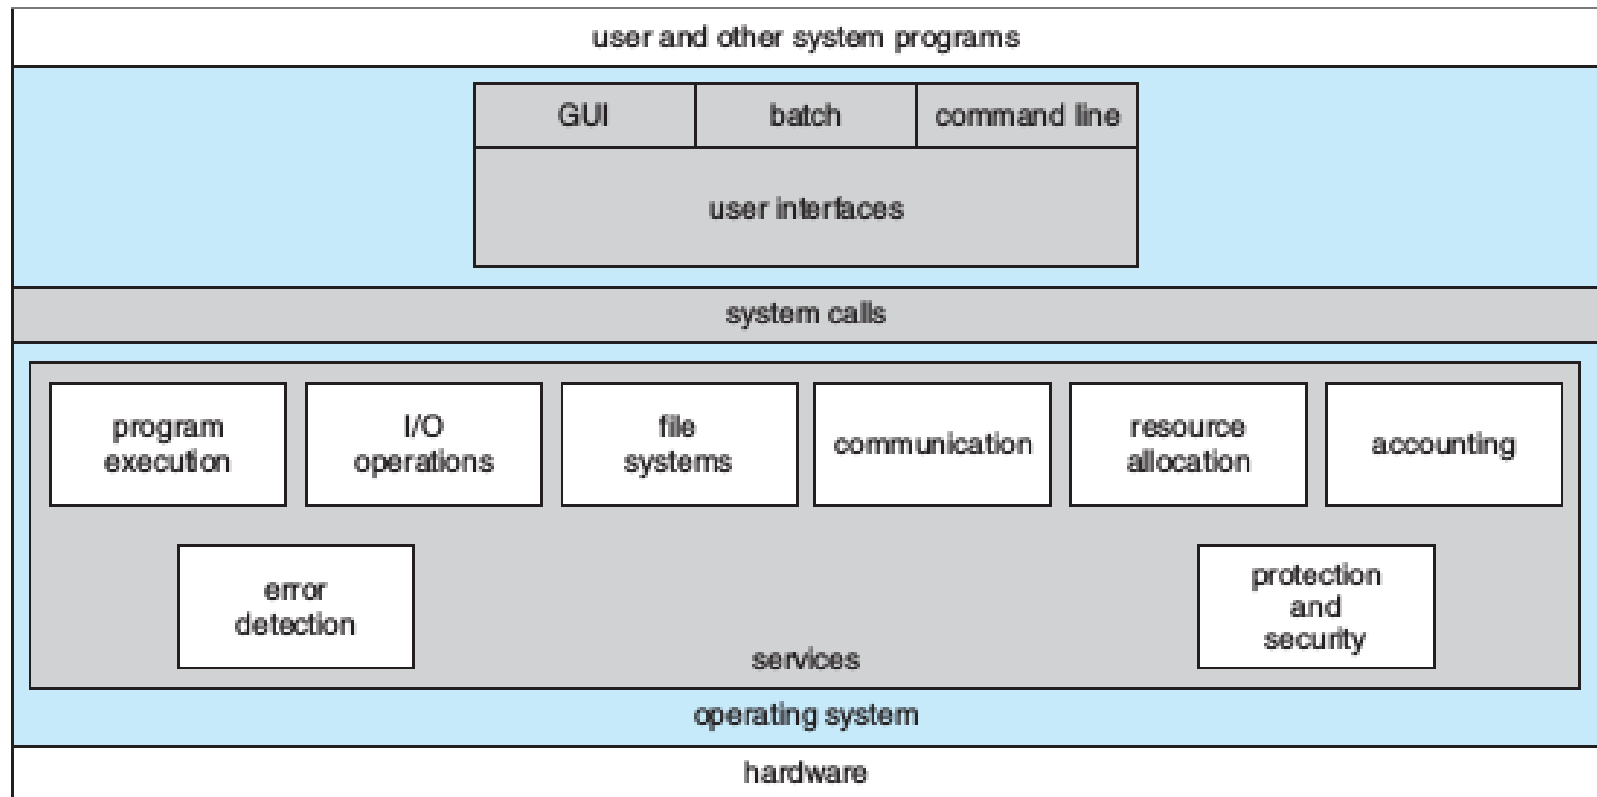 user and other system programs
GUI
batch
command line
user interfaces
system calls
program
execution
I/O
operations
file
systems
communication
resource
allocation
accounting
error
detection
protection
and
security
services
operating system
hardware